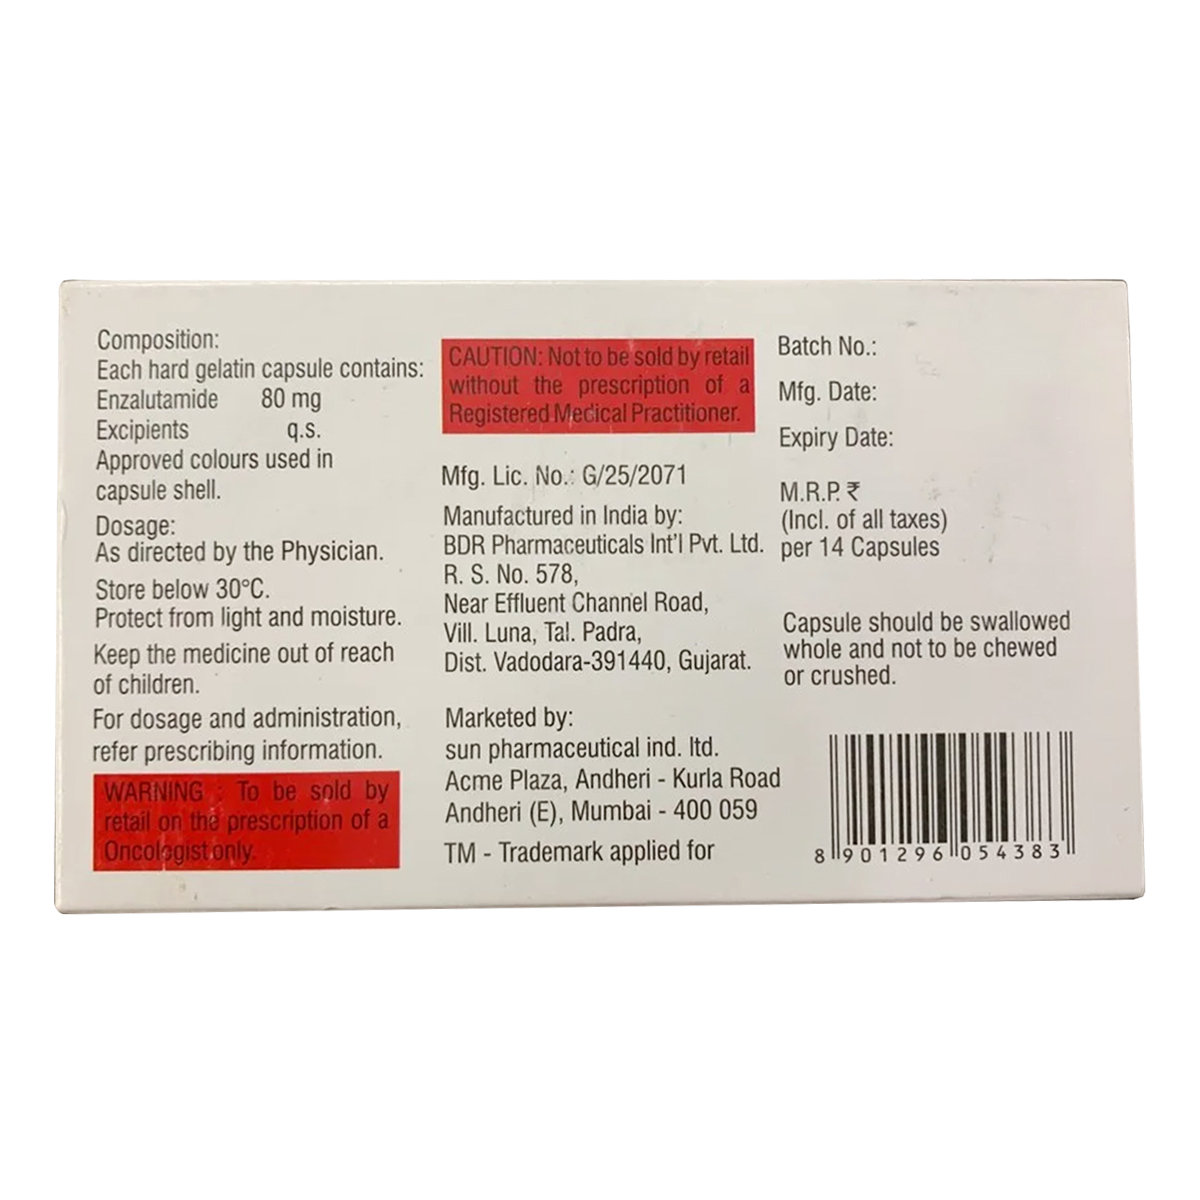 Composition:
Each hard gelatin capsule contains:
Enzalutamide 80 mg
Excipients q.s.
Approved colours used in
capsule shell.
Dosage:
As directed by the Physician.
Store below 30°C.
Protect from light and moisture.
Keep the medicine out of reach
of children.
For dosage and administration,
refer prescribing information.
WARNING : To be sold by
retail on the prescription of a
Oncologist only.
CAUTION: Not to be sold by retail
without the prescription of a
Registered Medical Practitioner.
Mfg. Lic. No.: G/25/2071
Manufactured in India by:
BDR Pharmaceuticals Int'l Pvt. Ltd.
R. S. No. 578,
Near Effluent Channel Road,
Vill. Luna, Tal. Padra,
Dist. Vadodara-391440, Gujarat.
Marketed by:
sun pharmaceutical ind. ltd.
Acme Plaza, Andheri - Kurla Road
Andheri (E), Mumbai - 400 059
TM - Trademark applied for
Batch No.:
Mfg. Date:
Expiry Date:
M.R.P. ₹
(Incl. of all taxes)
per 14 Capsules
Capsule should be swallowed
whole and not to be chewed
or crushed.
8 901296 054383